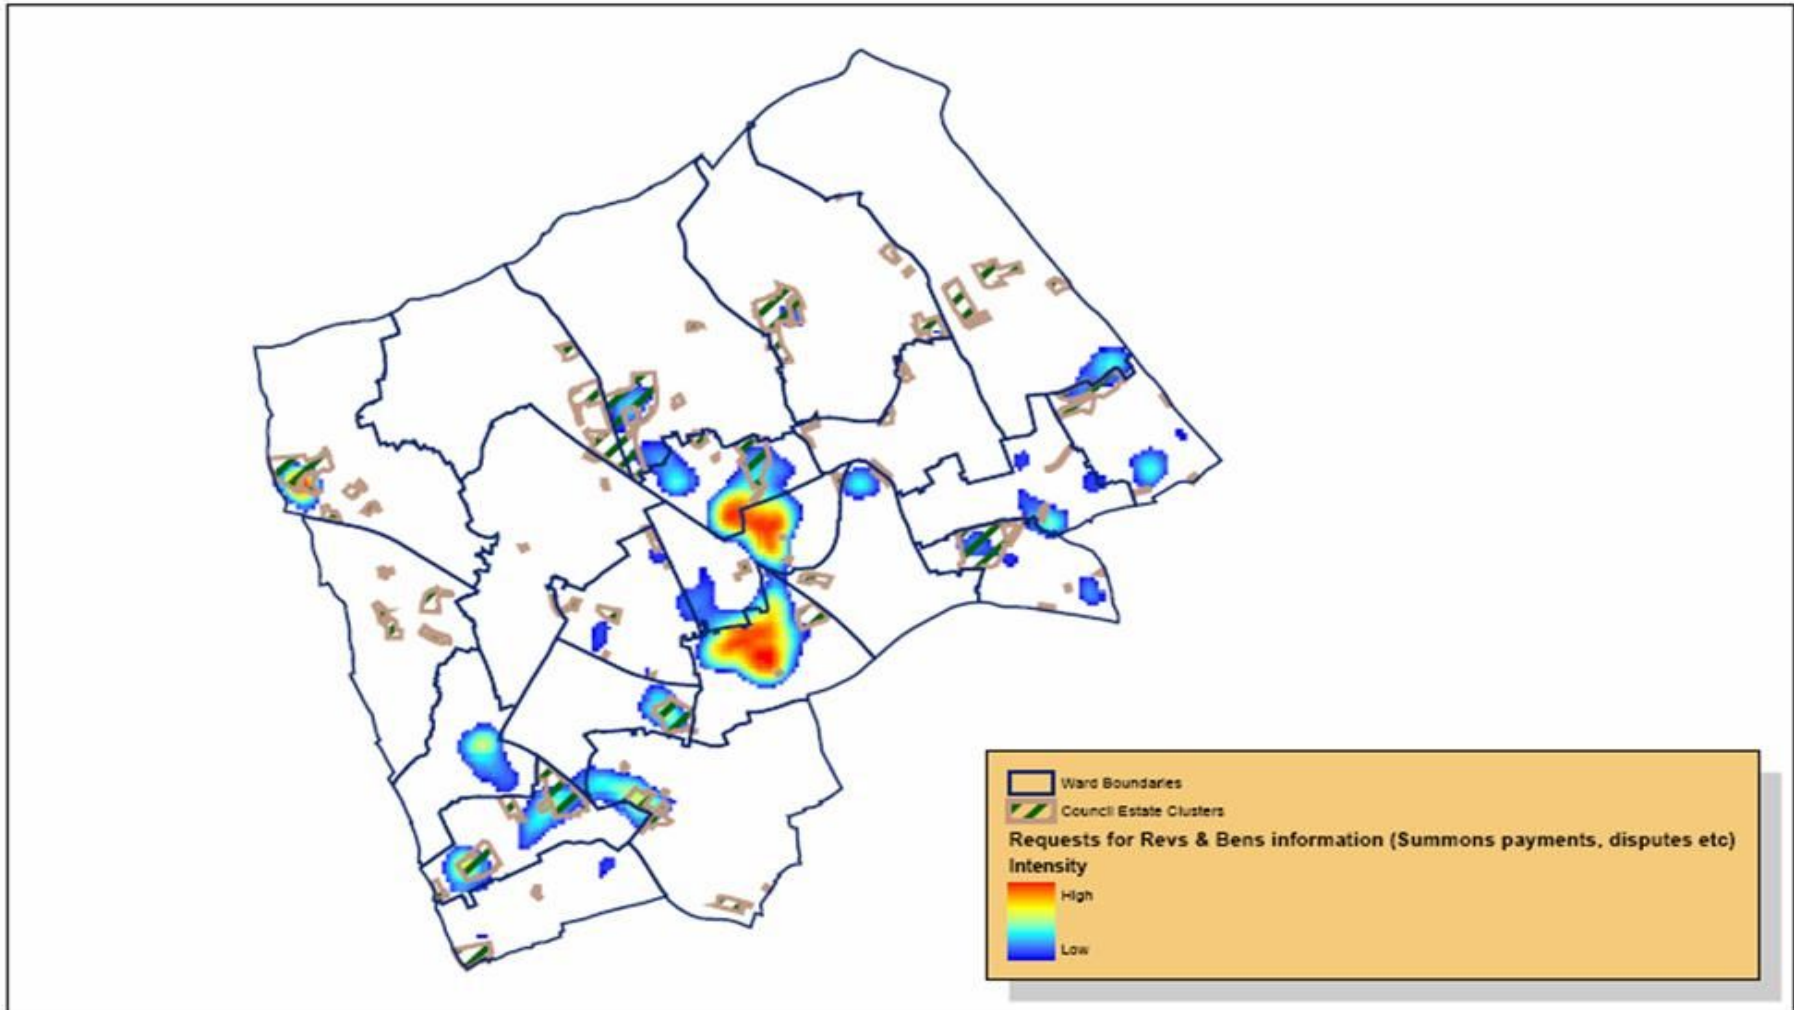 Ward Boundaries
Council Estate Clusters
Requests for Revs & Bens information (Summons payments, disputes etc)
Intensity
High
Low